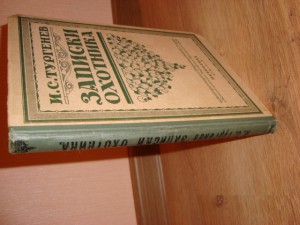 И.С. ТУРГЕНЕВ
ЗАПИСКИ
ОХОТНИКА
И.С. ТУРГЕНЕВ ЗАПИСКИ ОХОТНИКА.